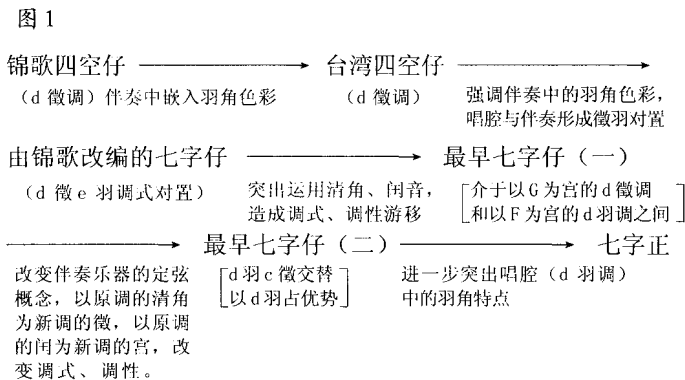 图1
锦歌四空仔 台湾四空仔
（d 徵调）伴奏中嵌入羽角色彩 （d 徵调） 强调伴奏中的羽角色彩，
唱腔与伴奏形成徵羽对置
由锦歌改编的七字仔 最早七字仔（一）
（d 徵 e 羽调式对置） 突出运用清角、闰音， 介于以G为宫的d徵调
造成调式、调性游移 和以F为宫的d羽调之间
最早七字仔（二） 七字正
改变伴奏乐器的定弦 d羽c徵交替 进一步突出唱腔（d 羽调）
概念，以原调的清角 以d羽占优势 中的羽角特点
为新调的徵，以原调
的闰为新调的宫，改
变调式、调性。